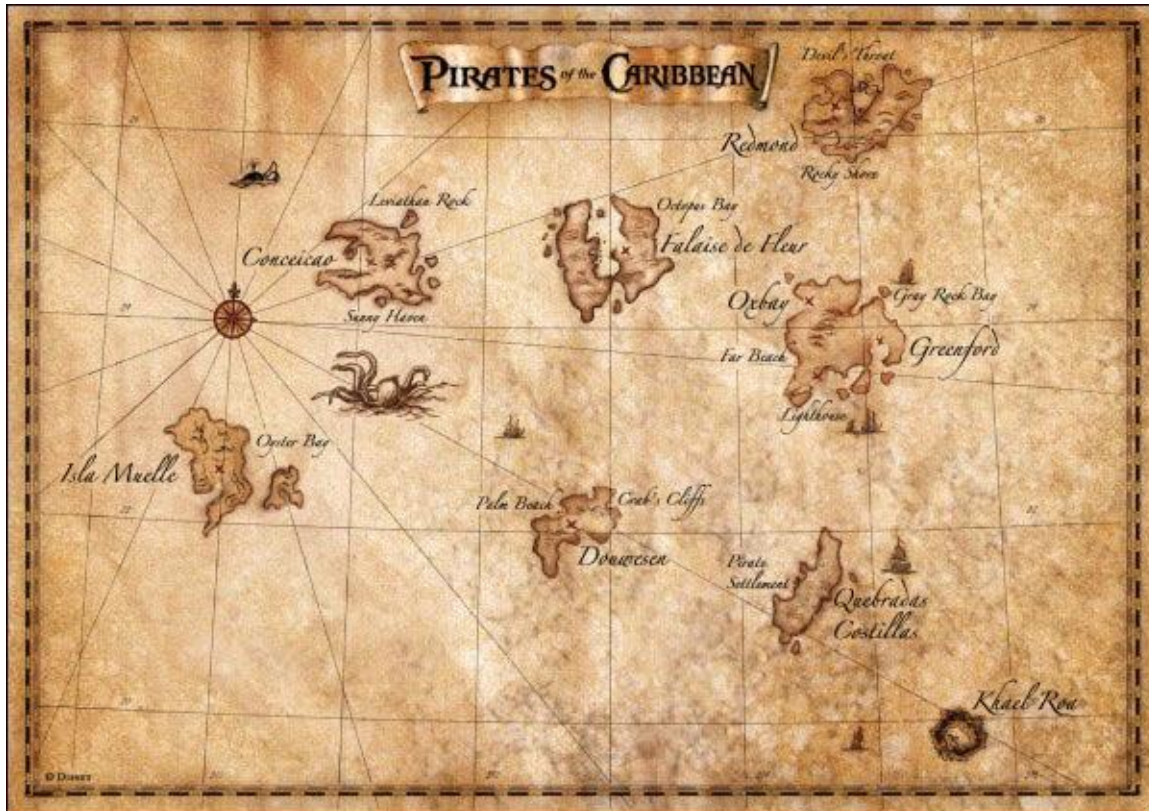 PIRATES of the CARIBBEAN
Devil's Throat
Redmond
Rocky Shore
Leviathan Rock
Conceicao
Sunny Haven
Octopus Bay
Falaise de Fleur
Oxbay
Gray Rock Bay
Far Beach
Greenford
Lighthouse
Oyster Bay
Isla Muelle
Palm Beach
Crab's Cliffs
Douwesen
Pirate
Settlement
Quebradas
Costillas
Khael Roa
© Disney